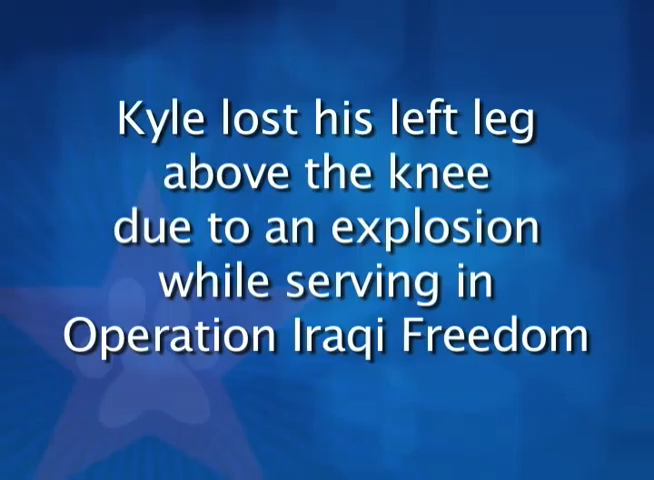 Kyle lost his left leg
above the knee
due to an explosion
while serving in
Operation Iraqi Freedom